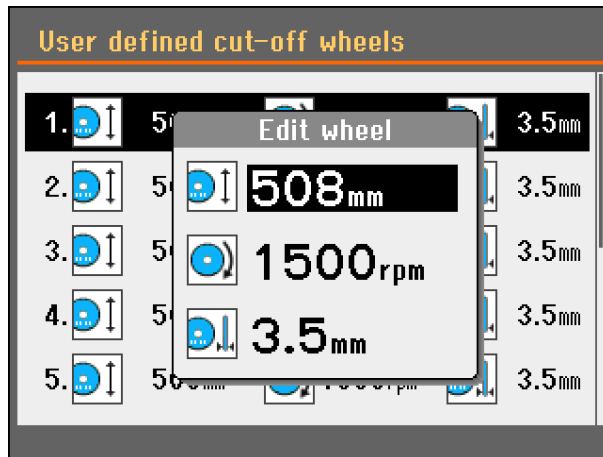 User defined cut-off wheels
1. 3.5mm
Edit wheel
2. 508mm 3.5mm
3. 1500rpm 3.5mm
4. 3.5mm 3.5mm
5. 3.5mm